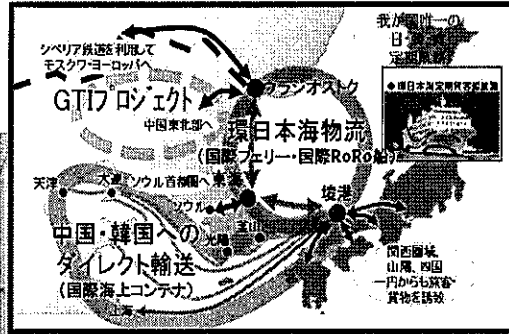 シベリア鉄道を利用して
モスクワ・ヨーロッパへ
GTIプロジェクト
中国東北部へ
環日本海物流
(国際フェリー・国際RoRo船)
我が国唯一の
天津
大連
ソウル首都圏へ
東海
ソウル
釜山
光陽
境港
中国・韓国への
ダイレクト輸送
(国際海上コンテナ)
上海
関西圏域、
山陽、四国
一円からも旅客・
貨物を誘致